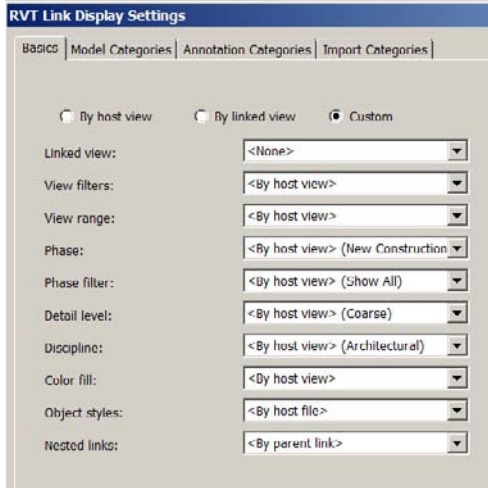 RVT Link Display Settings
Basics Model Categories Annotation Categories Import Categories
By host view By linked view Custom
Linked view: <None>
View filters: <By host view>
View range: <By host view>
Phase: <By host view> (New Construction
Phase filter: <By host view> (Show All)
Detail level: <By host view> (Coarse)
Discipline: <By host view> (Architectural)
Color fill: <By host view>
Object styles: <By host file>
Nested links: <By parent link>